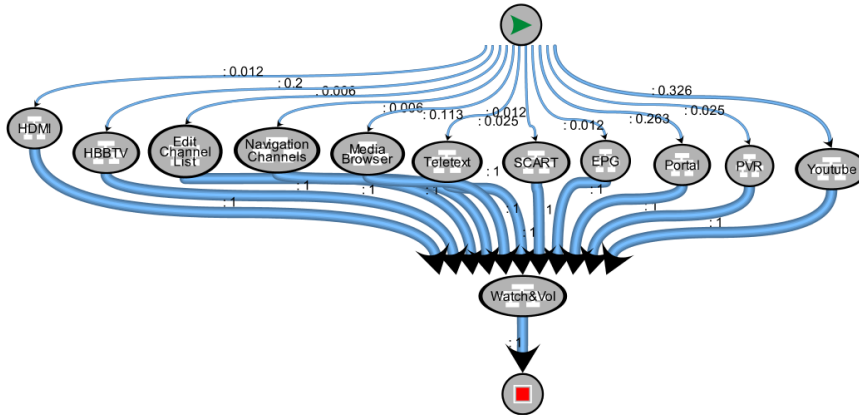 : 0.012
: 0.326
: 0.2
: 0.006
: 0.006
: 0.113
: 0.012
: 0.025
: 0.012
: 0.263
: 0.025
HDMI
HBBTV
Edit
Channel
List
Navigation
Channels
Media
Browser
Teletext
SCART
EPG
Portal
PVR
Youtube
: 1
: 1
: 1
: 1
: 1
: 1
: 1
: 1
1
: 1
: 1
: 1
Watch&Vol
: 1